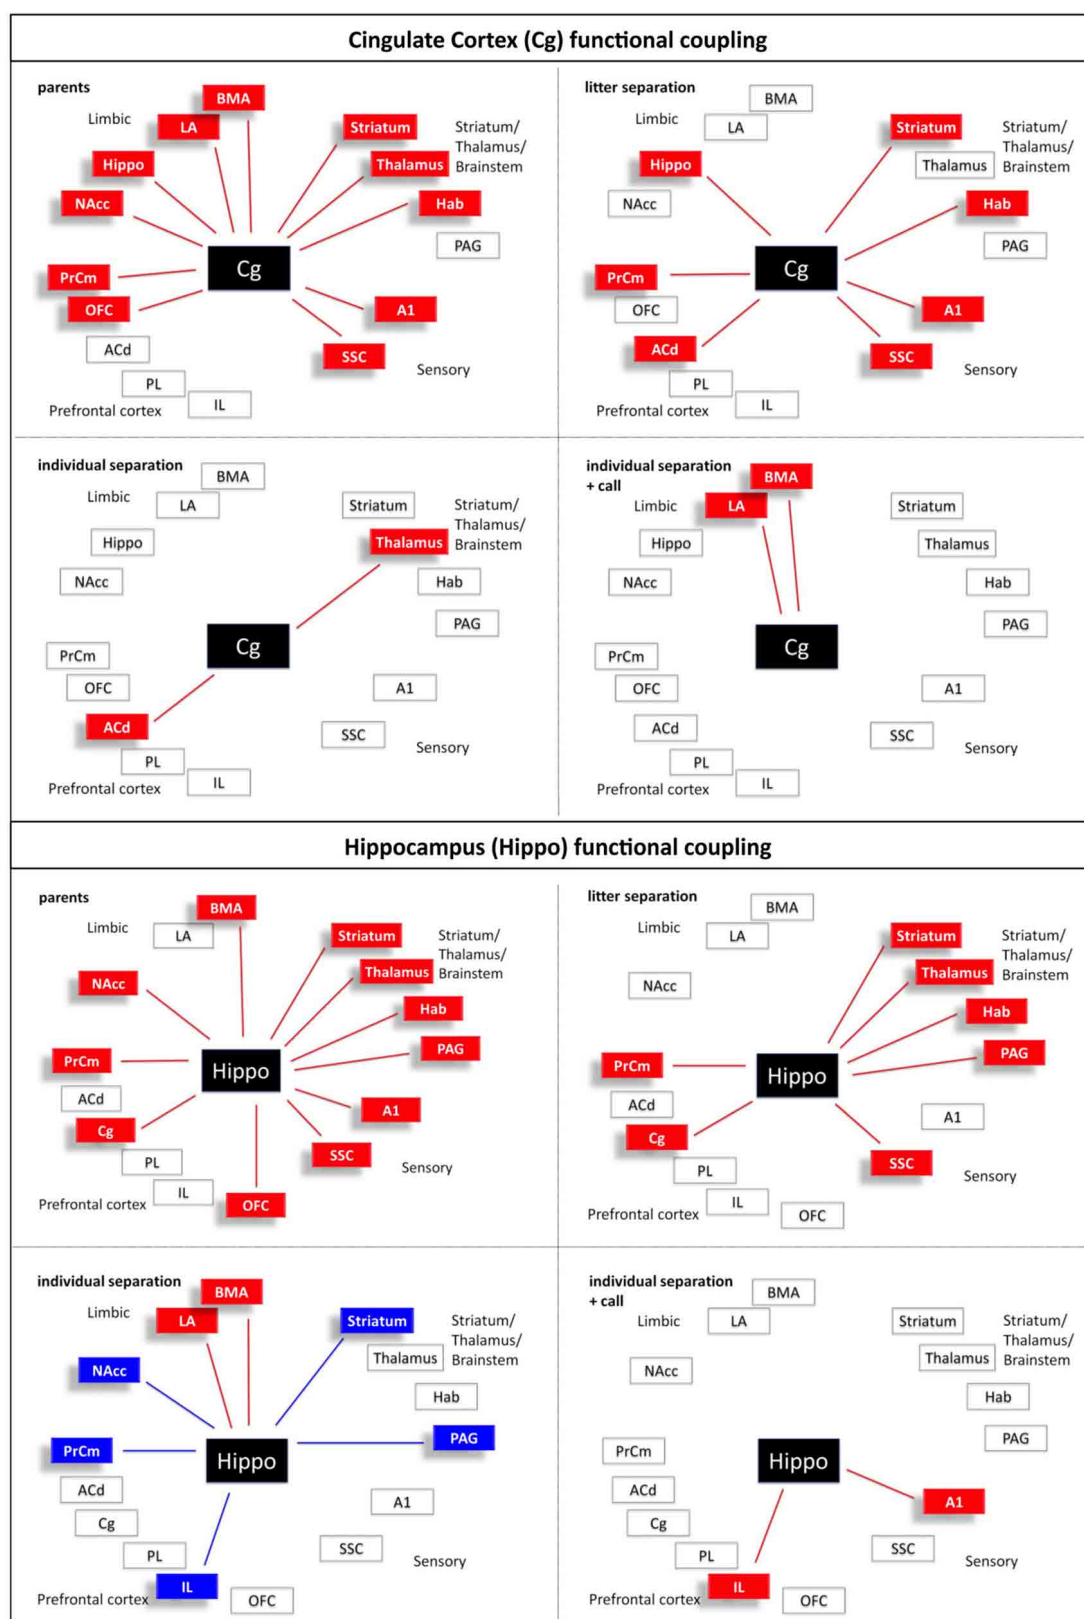 Cingulate Cortex (Cg) functional coupling
parents
BMA
Limbic
LA
Striatum
Striatum/
Thalamus/
Brainstem
Hippo
Thalamus
NAcc
Hab
PAG
Cg
PrCm
OFC
A1
ACd
SSC
Sensory
PL
IL
Prefrontal cortex
litter separation
BMA
Limbic
LA
Striatum
Striatum/
Thalamus/
Brainstem
Hippo
Thalamus
NAcc
Hab
PAG
Cg
PrCm
OFC
A1
ACd
SSC
Sensory
PL
IL
Prefrontal cortex
individual separation
BMA
Limbic
LA
Striatum
Striatum/
Thalamus/
Brainstem
Hippo
Thalamus
NAcc
Hab
PAG
Cg
PrCm
OFC
A1
ACd
SSC
Sensory
PL
IL
Prefrontal cortex
individual separation
+ call
BMA
Limbic
LA
Striatum
Striatum/
Thalamus/
Brainstem
Hippo
Thalamus
NAcc
Hab
PAG
Cg
PrCm
OFC
A1
ACd
SSC
Sensory
PL
IL
Prefrontal cortex
Hippocampus (Hippo) functional coupling
parents
BMA
Limbic
LA
Striatum
Striatum/
Thalamus/
Brainstem
Thalamus
NAcc
Hab
PAG
Hippo
PrCm
ACd
A1
Cg
SSC
Sensory
PL
IL
OFC
Prefrontal cortex
litter separation
BMA
Limbic
LA
Striatum
Striatum/
Thalamus/
Brainstem
Thalamus
NAcc
Hab
PAG
Hippo
PrCm
ACd
A1
Cg
SSC
Sensory
PL
IL
OFC
Prefrontal cortex
individual separation
BMA
Limbic
LA
Striatum
Striatum/
Thalamus/
Brainstem
Thalamus
NAcc
Hab
PAG
Hippo
PrCm
ACd
A1
Cg
SSC
Sensory
PL
IL
OFC
Prefrontal cortex
individual separation
+ call
BMA
Limbic
LA
Striatum
Striatum/
Thalamus/
Brainstem
Thalamus
NAcc
Hab
PAG
Hippo
PrCm
ACd
A1
Cg
SSC
Sensory
PL
IL
OFC
Prefrontal cortex